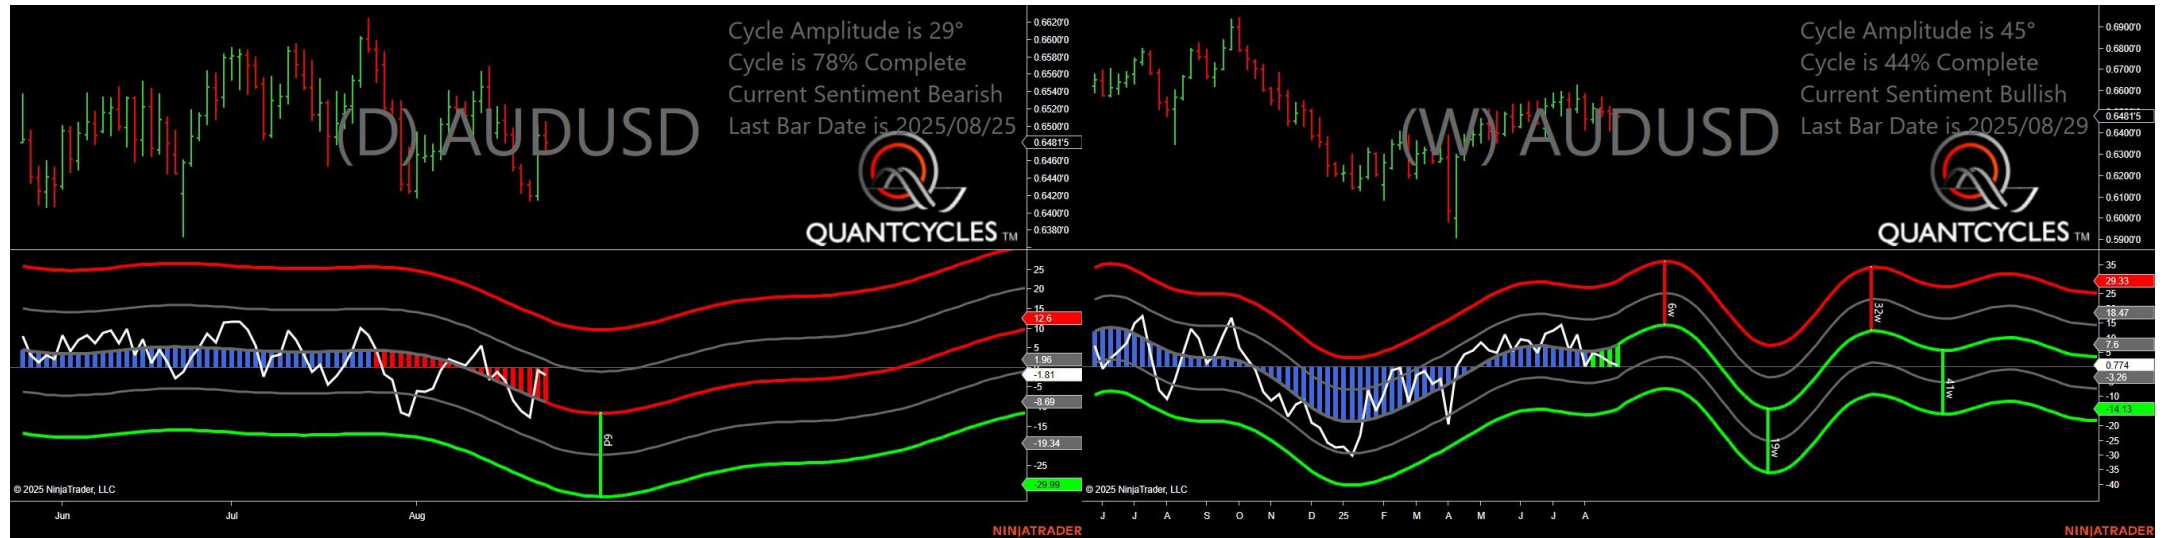 Cycle Amplitude is 29°
Cycle is 78% Complete
Current Sentiment Bearish
Last Bar Date is 2025/08/25
(D) AUDUSD
QUANTCYCLES TM
0.6620'0
0.6600'0
0.6580'0
0.6560'0
0.6540'0
0.6520'0
0.6500'0
0.6481'5
0.6460'0
0.6440'0
0.6420'0
0.6400'0
0.6380'0
25
20
15
12.6
10
5
1.96
-1.81
-5
-8.69
-15
-19.34
-25
-29.99
6d
© 2025 NinjaTrader, LLC
Jun
Jul
Aug
NINJATRADER
Cycle Amplitude is 45°
Cycle is 44% Complete
Current Sentiment Bullish
Last Bar Date is 2025/08/29
(W) AUDUSD
QUANTCYCLES TM
0.6900'0
0.6800'0
0.6700'0
0.6600'0
0.6481'5
0.6400'0
0.6300'0
0.6200'0
0.6100'0
0.6000'0
0.5900'0
35
29.33
25
18.47
15
7.6
5
0.774
-3.26
-10
-14.13
-20
-25
-30
-35
-40
6w
19w
32w
41w
© 2025 NinjaTrader, LLC
J
J
A
S
O
N
D
25
F
M
A
M
J
J
A
NINJATRADER